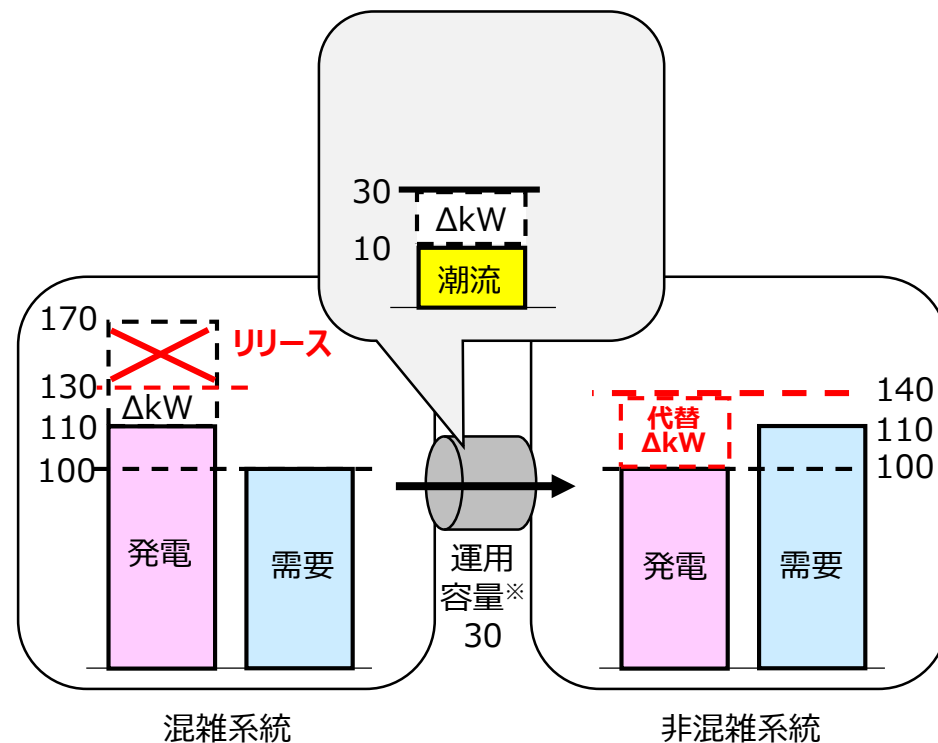 30
ΔkW
10
潮流
170
リリース
130
ΔkW
110
100
発電
需要
運用
容量※
30
140
代替
ΔkW
110
100
発電
需要
混雑系統
非混雑系統